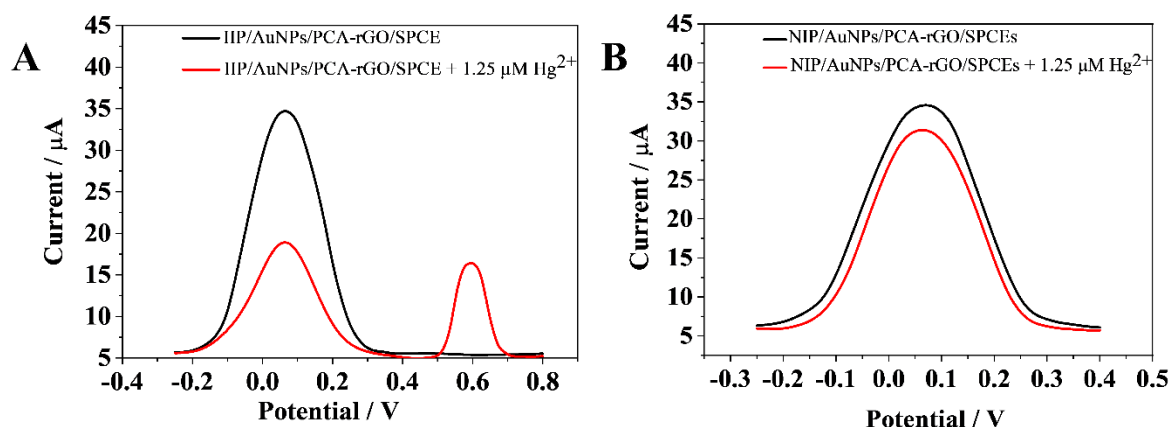 A
45
40
35
30
25
20
15
10
5
Current / μA
IIP/AuNPs/PCA-rGO/SPCE
IIP/AuNPs/PCA-rGO/SPCE + 1.25 μM Hg²⁺
-0.4 -0.2 0.0 0.2 0.4 0.6 0.8
Potential / V
B
45
40
35
30
25
20
15
10
5
Current / μA
NIP/AuNPs/PCA-rGO/SPCEs
NIP/AuNPs/PCA-rGO/SPCEs + 1.25 μM Hg²⁺
-0.3 -0.2 -0.1 0.0 0.1 0.2 0.3 0.4 0.5
Potential / V